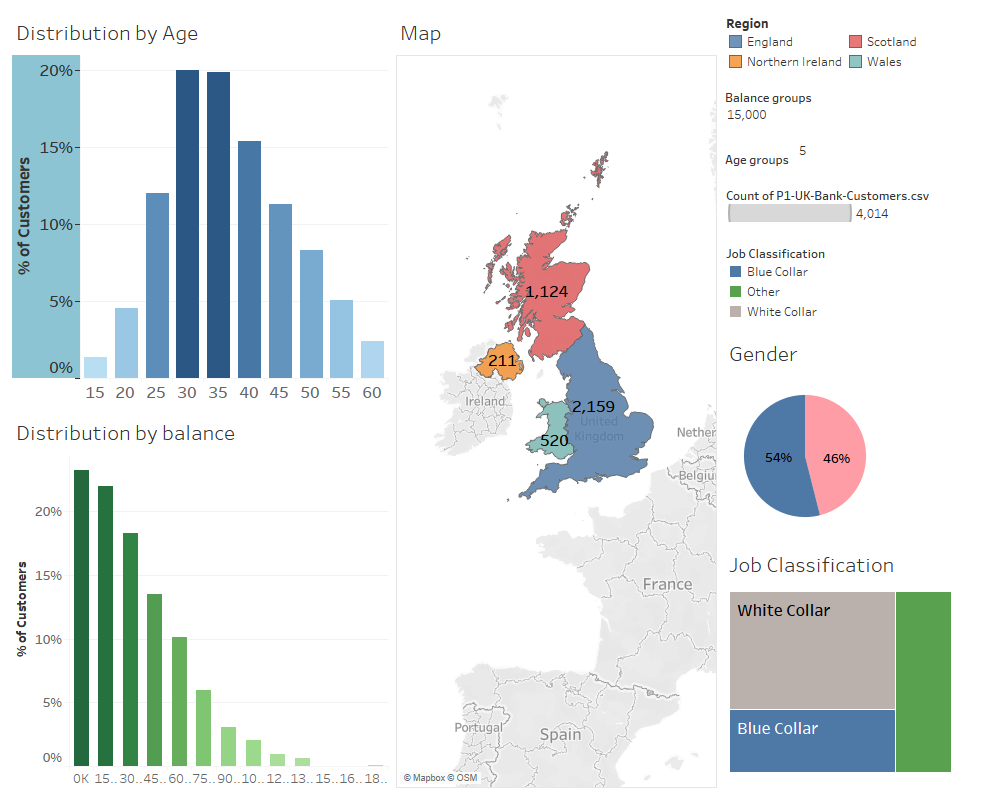 Distribution by Age
% of Customers
20%
15%
10%
5%
0%
15 20 25 30 35 40 45 50 55 60
Distribution by balance
% of Customers
20%
15%
10%
5%
0%
0K 15.. 30.. 45.. 60.. 75.. 90.. 10.. 12.. 13.. 15.. 16.. 18..
Map
1,124
211
Ireland
2,159
United
Kingdom
520
Nether
Belgiu
France
Portugal
Spain
© Mapbox © OSM
Region
England Scotland
Northern Ireland Wales
Balance groups
15,000
Age groups 5
Count of P1-UK-Bank-Customers.csv
4,014
Job Classification
Blue Collar
Other
White Collar
Gender
54% 46%
Job Classification
White Collar
Blue Collar